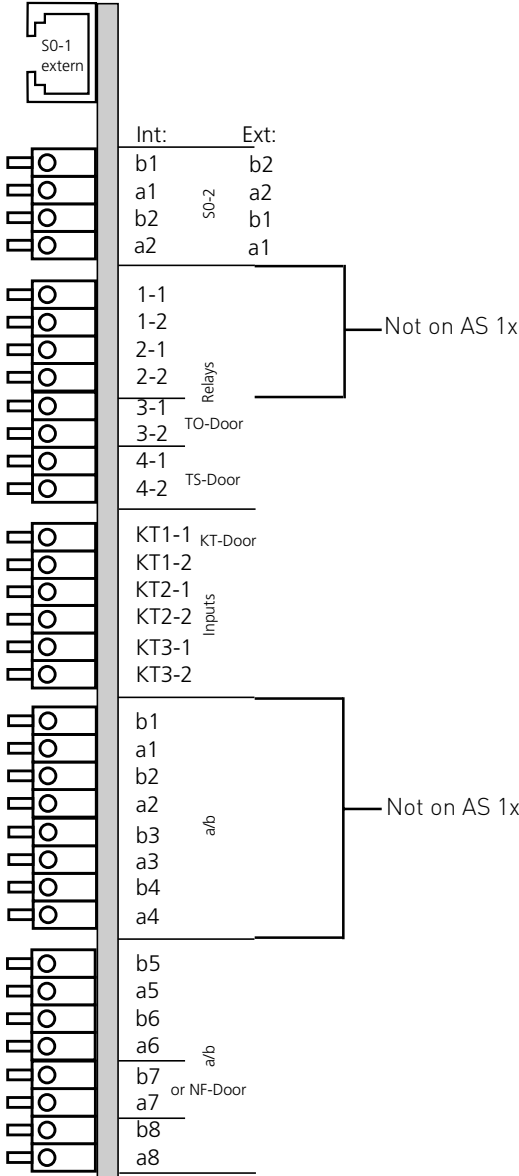 S0-1
extern
Int: Ext:
b1 b2
a1 a2
b2 b1
a2 a1
S0-2
1-1
1-2
2-1
2-2
Relays
Not on AS 1x
3-1
3-2
TO-Door
4-1
4-2
TS-Door
KT1-1 KT-Door
KT1-2
KT2-1
KT2-2
KT3-1
KT3-2
Inputs
b1
a1
b2
a2
b3
a3
b4
a4
a/b
Not on AS 1x
b5
a5
b6
a6
a/b
b7
a7
or NF-Door
b8
a8